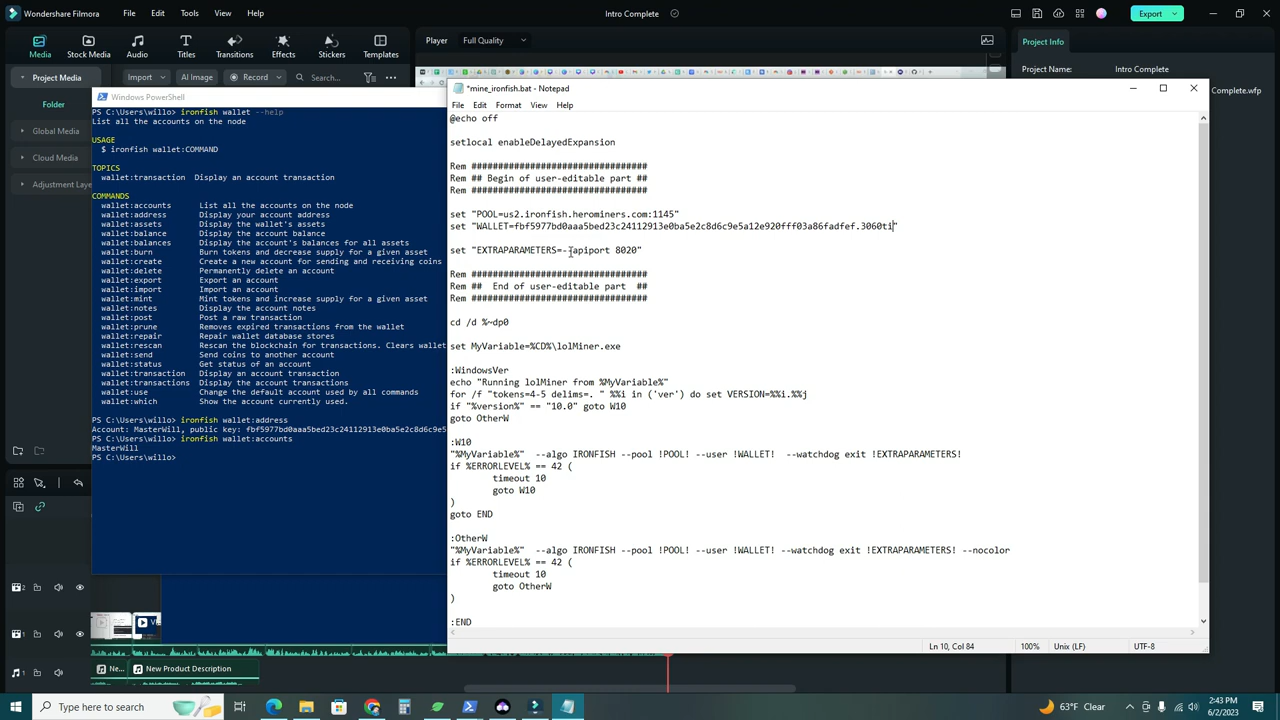 Wondershare Filmora
File
Edit
Tools
View
Help
Intro Complete
Export
Media
Stock Media
Audio
Titles
Transitions
Effects
Stickers
Templates
Player
Full Quality
Project Info
Project Media
Import
AI Image
Record
Search...
Project Name:
Intro Complete
Folder
Global Media
Cloud Media
Adjustment Laye
Complete.wfp
Windows PowerShell
PS C:\Users\willo> ironfish wallet --help
List all the accounts on the node
USAGE
$ ironfish wallet:COMMAND
TOPICS
wallet:transaction Display an account transaction
COMMANDS
wallet:accounts List all the accounts on the node
wallet:address Display your account address
wallet:assets Display the wallet's assets
wallet:balance Display the account balance
wallet:balances Display the account's balances for all assets
wallet:burn Burn tokens and decrease supply for a given asset
wallet:create Create a new account for sending and receiving coins
wallet:delete Permanently delete an account
wallet:export Export an account
wallet:import Import an account
wallet:mint Mint tokens and increase supply for a given asset
wallet:notes Display the account notes
wallet:post Post a raw transaction
wallet:prune Removes expired transactions from the wallet
wallet:repair Repair wallet database stores
wallet:rescan Rescan the blockchain for transactions. Clears wallet
wallet:send Send coins to another account
wallet:status Get status of an account
wallet:transaction Display an account transaction
wallet:transactions Display the account transactions
wallet:use Change the default account used by all commands
wallet:which Show the account currently used.
PS C:\Users\willo> ironfish wallet:address
Account: MasterWill, public key: fbf5977bd0aaa5bed23c24112913e0ba5e2c8d6c9e5
PS C:\Users\willo> ironfish wallet:accounts
MasterWill
PS C:\Users\willo>
*mine_ironfish.bat - Notepad
File Edit Format View Help
@echo off
setlocal enableDelayedExpansion
Rem #################################
Rem ## Begin of user-editable part ##
Rem #################################
set "POOL=us2.ironfish.herominers.com:1145"
set "WALLET=fbf5977bd0aaa5bed23c24112913e0ba5e2c8d6c9e5a12e920fff03a86fadfef.3060ti"
set "EXTRAPARAMETERS=--apiport 8020"
Rem #################################
Rem ##  End of user-editable part  ##
Rem #################################
cd /d %~dp0
set MyVariable=%CD%\lolMiner.exe
:WindowsVer
echo "Running lolMiner from %MyVariable%"
for /f "tokens=4-5 delims=. " %%i in ('ver') do set VERSION=%%i.%%j
if "%version%" == "10.0" goto W10
goto OtherW
:W10
"%MyVariable%"  --algo IRONFISH --pool !POOL! --user !WALLET!  --watchdog exit !EXTRAPARAMETERS!
if %ERRORLEVEL% == 42 (
timeout 10
goto W10
)
goto END
:OtherW
"%MyVariable%"  --algo IRONFISH --pool !POOL! --user !WALLET! --watchdog exit !EXTRAPARAMETERS! --nocolor
if %ERRORLEVEL% == 42 (
timeout 10
goto OtherW
)
:END
Ln 10, Col 84
100%
Unix (LF)
UTF-8
Ne...
New Product Description
Type here to search
63°F Clear
2:43 PM
6/2/2023